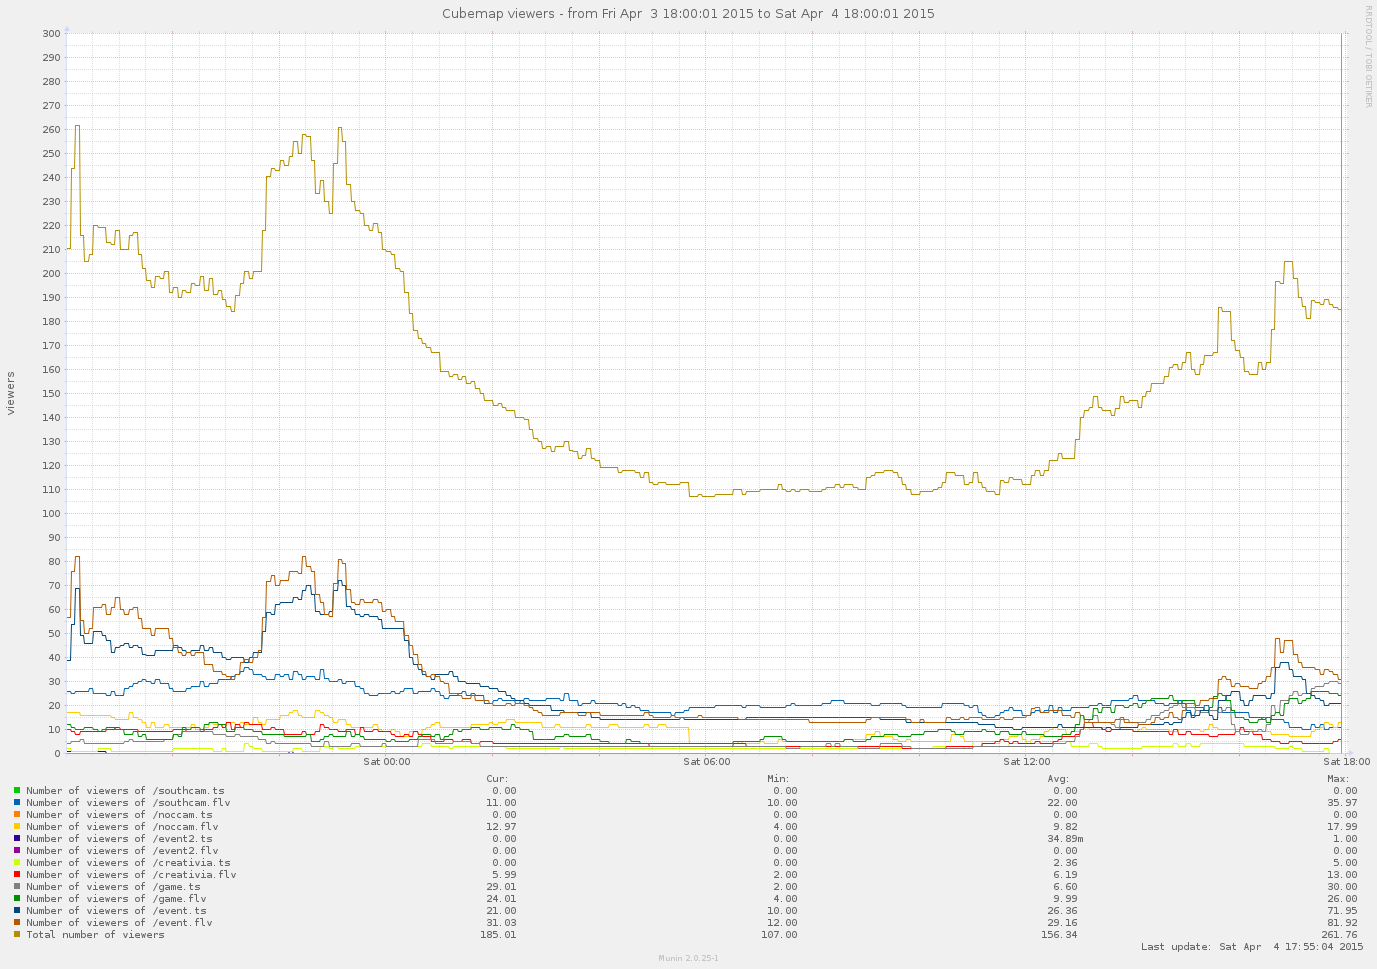 Cubemap viewers - from Fri Apr  3 18:00:01 2015 to Sat Apr  4 18:00:01 2015
RRDTOOL / TOBI OETIKER
viewers
300
290
280
270
260
250
240
230
220
210
200
190
180
170
160
150
140
130
120
110
100
90
80
70
60
50
40
30
20
10
0
Sat 00:00 Sat 06:00 Sat 12:00 Sat 18:00
Cur: Min: Avg: Max:
Number of viewers of /southcam.ts 0.00 0.00 0.00 0.00
Number of viewers of /southcam.flv 11.00 10.00 22.00 35.97
Number of viewers of /noccam.ts 0.00 0.00 0.00 0.00
Number of viewers of /noccam.flv 12.97 4.00 9.82 17.99
Number of viewers of /event2.ts 0.00 0.00 34.89m 1.00
Number of viewers of /event2.flv 0.00 0.00 0.00 0.00
Number of viewers of /creativia.ts 0.00 0.00 2.36 5.00
Number of viewers of /creativia.flv 5.99 2.00 6.19 13.00
Number of viewers of /game.ts 29.01 2.00 6.60 30.00
Number of viewers of /game.flv 24.01 4.00 9.99 26.00
Number of viewers of /event.ts 21.00 10.00 26.36 71.95
Number of viewers of /event.flv 31.03 12.00 29.16 81.92
Total number of viewers 185.01 107.00 156.34 261.76
Last update: Sat Apr  4 17:55:04 2015
Munin 2.0.25-1